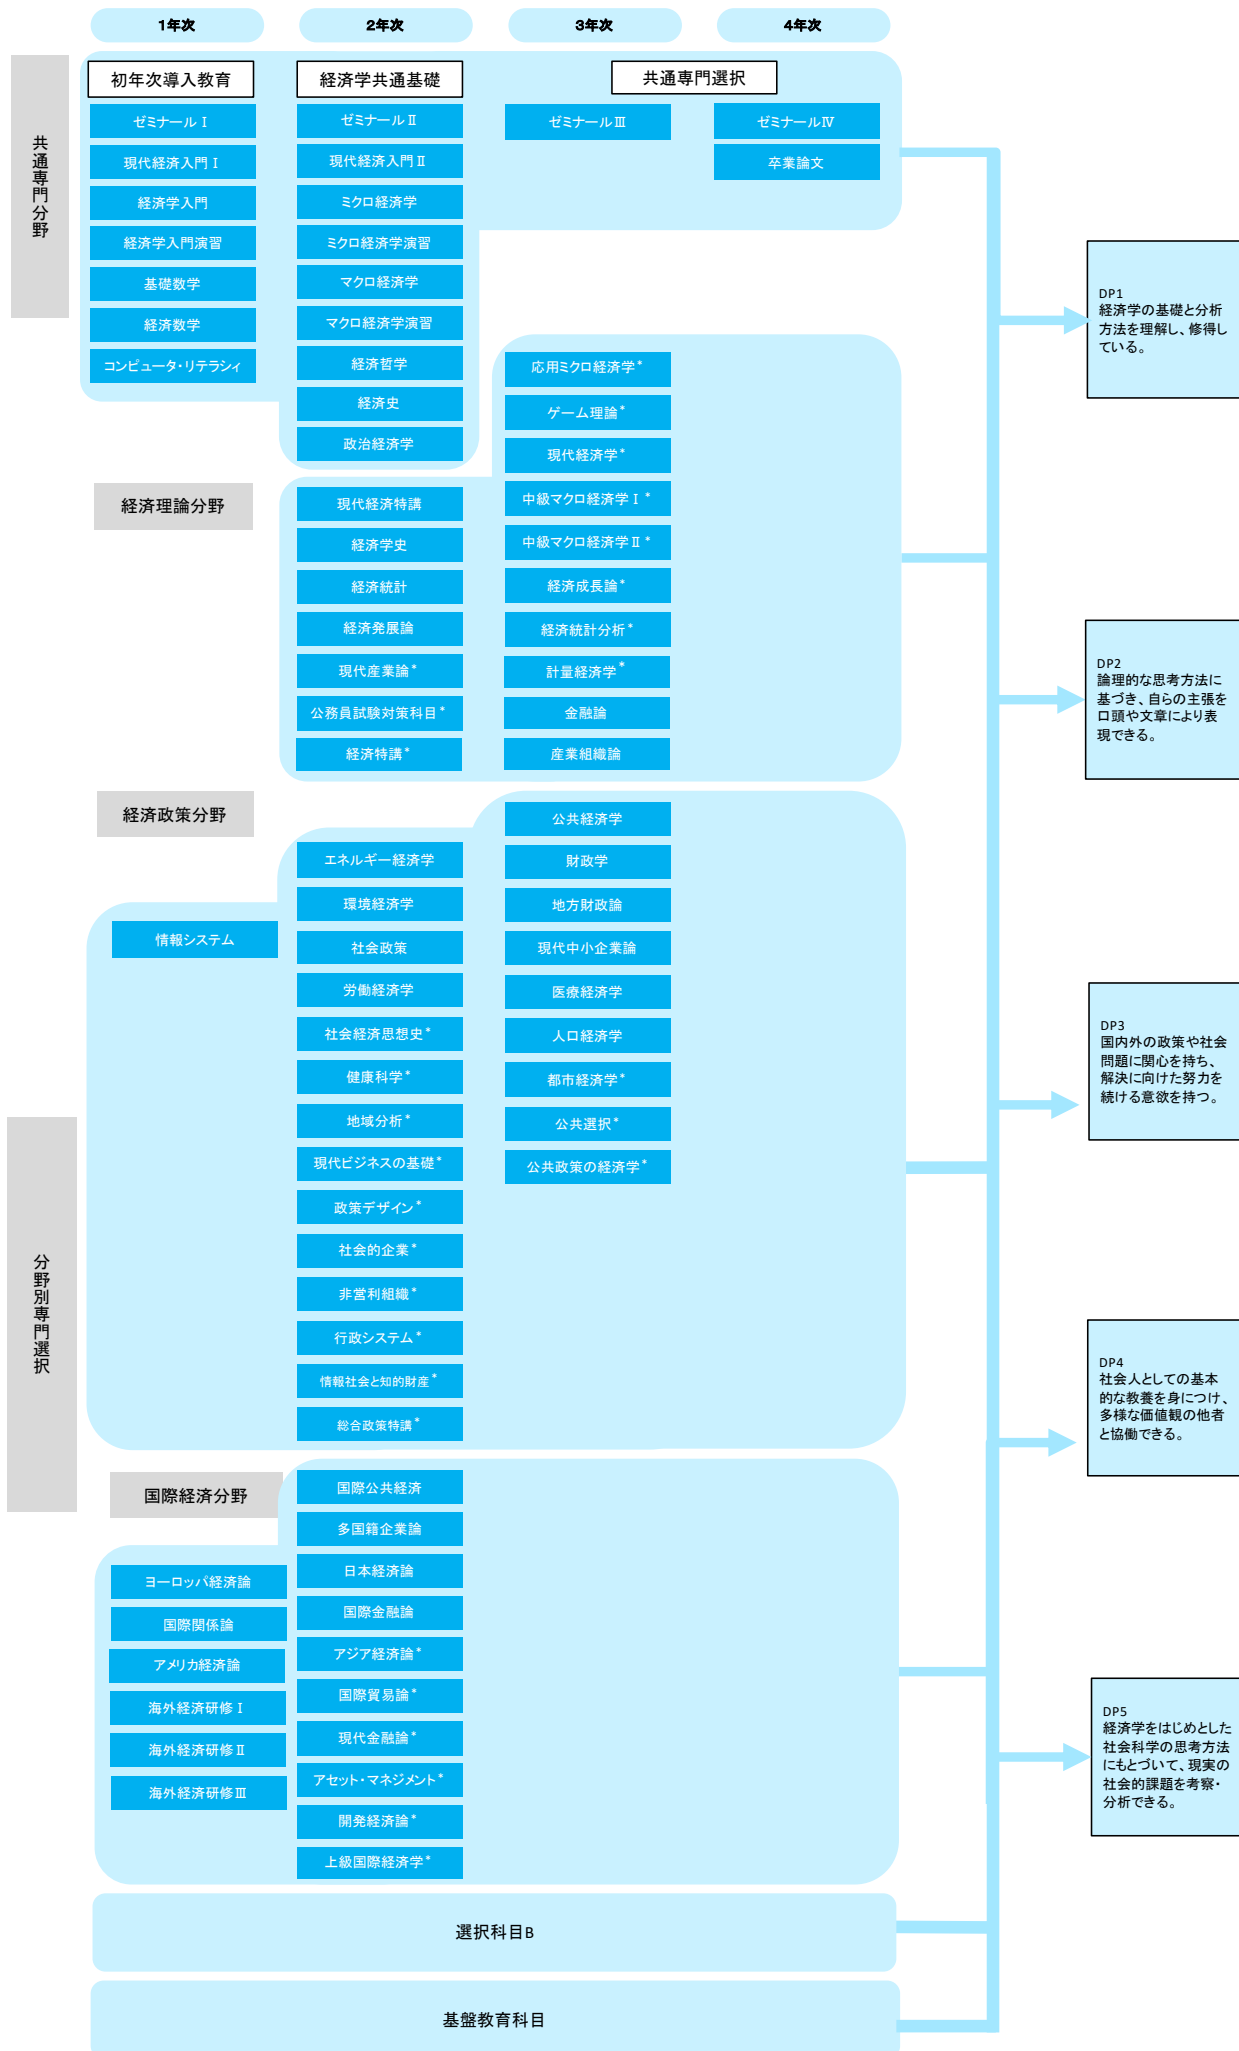 1年次
2年次
3年次
4年次
共通専門分野
初年次導入教育
経済学共通基礎
共通専門選択
ゼミナールⅠ
現代経済入門Ⅰ
経済学入門
経済学入門演習
基礎数学
経済数学
コンピュータ・リテラシィ
ゼミナールⅡ
現代経済入門Ⅱ
ミクロ経済学
ミクロ経済学演習
マクロ経済学
マクロ経済学演習
経済哲学
経済史
政治経済学
ゼミナールⅢ
ゼミナールⅣ
卒業論文
分野別専門選択
経済理論分野
現代経済特講
経済学史
経済統計
経済発展論
現代産業論*
公務員試験対策科目*
経済特講*
応用ミクロ経済学*
ゲーム理論*
現代経済学*
中級マクロ経済学Ⅰ*
中級マクロ経済学Ⅱ*
経済成長論*
経済統計分析*
計量経済学*
金融論
産業組織論
経済政策分野
情報システム
エネルギー経済学
環境経済学
社会政策
労働経済学
社会経済思想史*
健康科学*
地域分析*
現代ビジネスの基礎*
政策デザイン*
社会的企業*
非営利組織*
行政システム*
情報社会と知的財産*
総合政策特講*
公共経済学
財政学
地方財政論
現代中小企業論
医療経済学
人口経済学
都市経済学*
公共選択*
公共政策の経済学*
国際経済分野
ヨーロッパ経済論
国際関係論
アメリカ経済論
海外経済研修Ⅰ
海外経済研修Ⅱ
海外経済研修Ⅲ
国際公共経済
多国籍企業論
日本経済論
国際金融論
アジア経済論*
国際貿易論*
現代金融論*
アセット・マネジメント*
開発経済論*
上級国際経済学*
選択科目B
基盤教育科目
DP1
経済学の基礎と分析
方法を理解し、修得し
ている。
DP2
論理的な思考方法に
基づき、自らの主張を
口頭や文章により表
現できる。
DP3
国内外の政策や社会
問題に関心を持ち、
解決に向けた努力を
続ける意欲を持つ。
DP4
社会人としての基本
的な教養を身につけ、
多様な価値観の他者
と協働できる。
DP5
経済学をはじめとした
社会科学の思考方法
にもとづいて、現実の
社会的課題を考察・
分析できる。